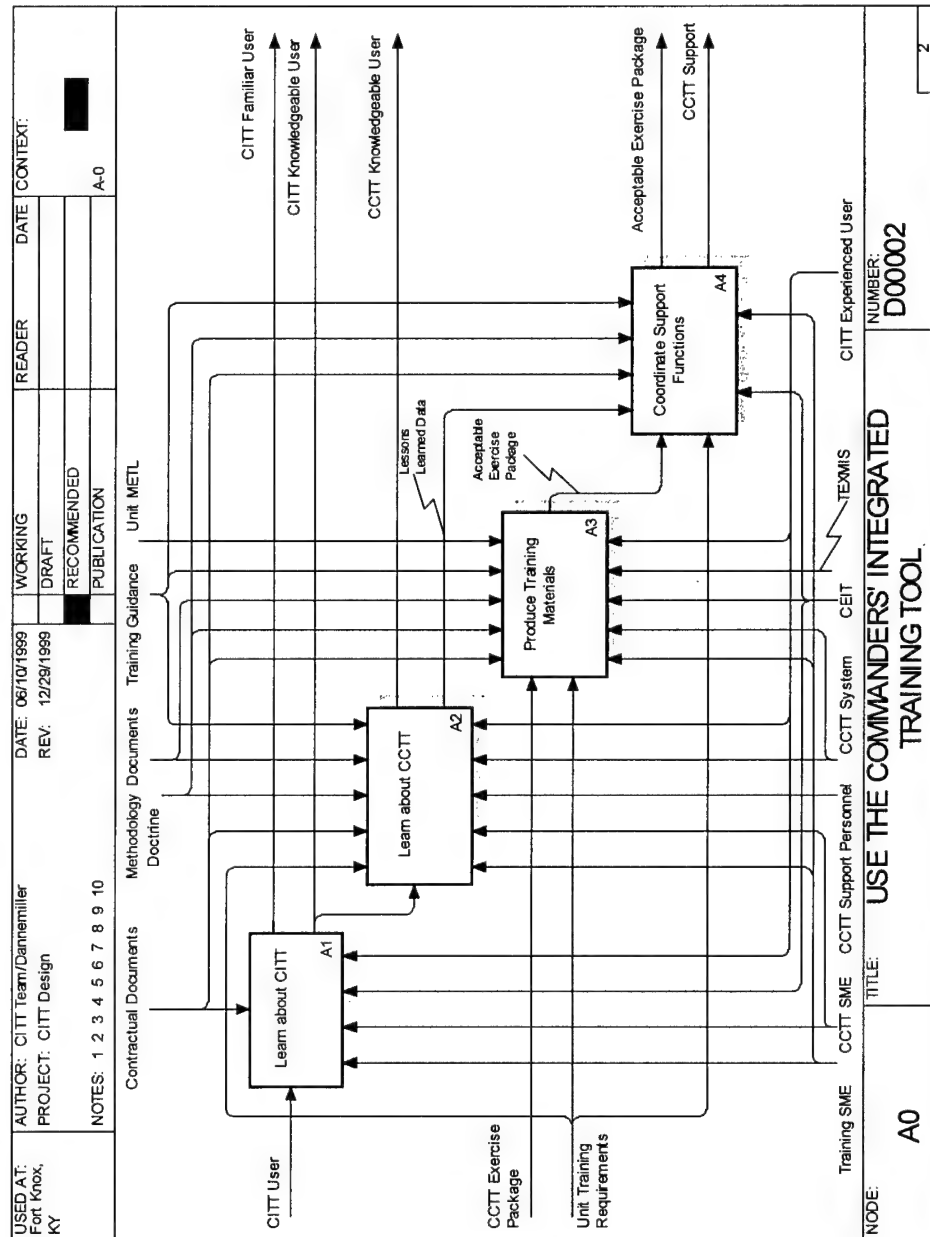 USED AT:
Fort Knox,
KY
AUTHOR: CITT Team/Dannemiller
PROJECT: CITT Design
NOTES: 1 2 3 4 5 6 7 8 9 10
DATE: 06/10/1999
REV: 12/29/1999
WORKING
DRAFT
RECOMMENDED
PUBLICATION
READER
DATE
CONTEXT:
A-0
Contractual Documents
Methodology
Doctrine
Documents
Training Guidance
Unit METL
CITT Familiar User
CITT Knowledgeable User
CCTT Knowledgeable User
Learn about CITT
A1
Learn about CCTT
A2
Lessons
Learned Data
Produce Training
Materials
A3
Acceptable
Exercise
Package
Coordinate Support
Functions
A4
Acceptable Exercise Package
CCTT Support
CITT User
CCTT Exercise
Package
Unit Training
Requirements
Training SME
CCTT SME
CCTT Support Personnel
CCTT System
CEIT
TEXMIS
CITT Experienced User
NODE:
A0
TITLE:
USE THE COMMANDERS' INTEGRATED
TRAINING TOOL.
NUMBER:
D00002
2